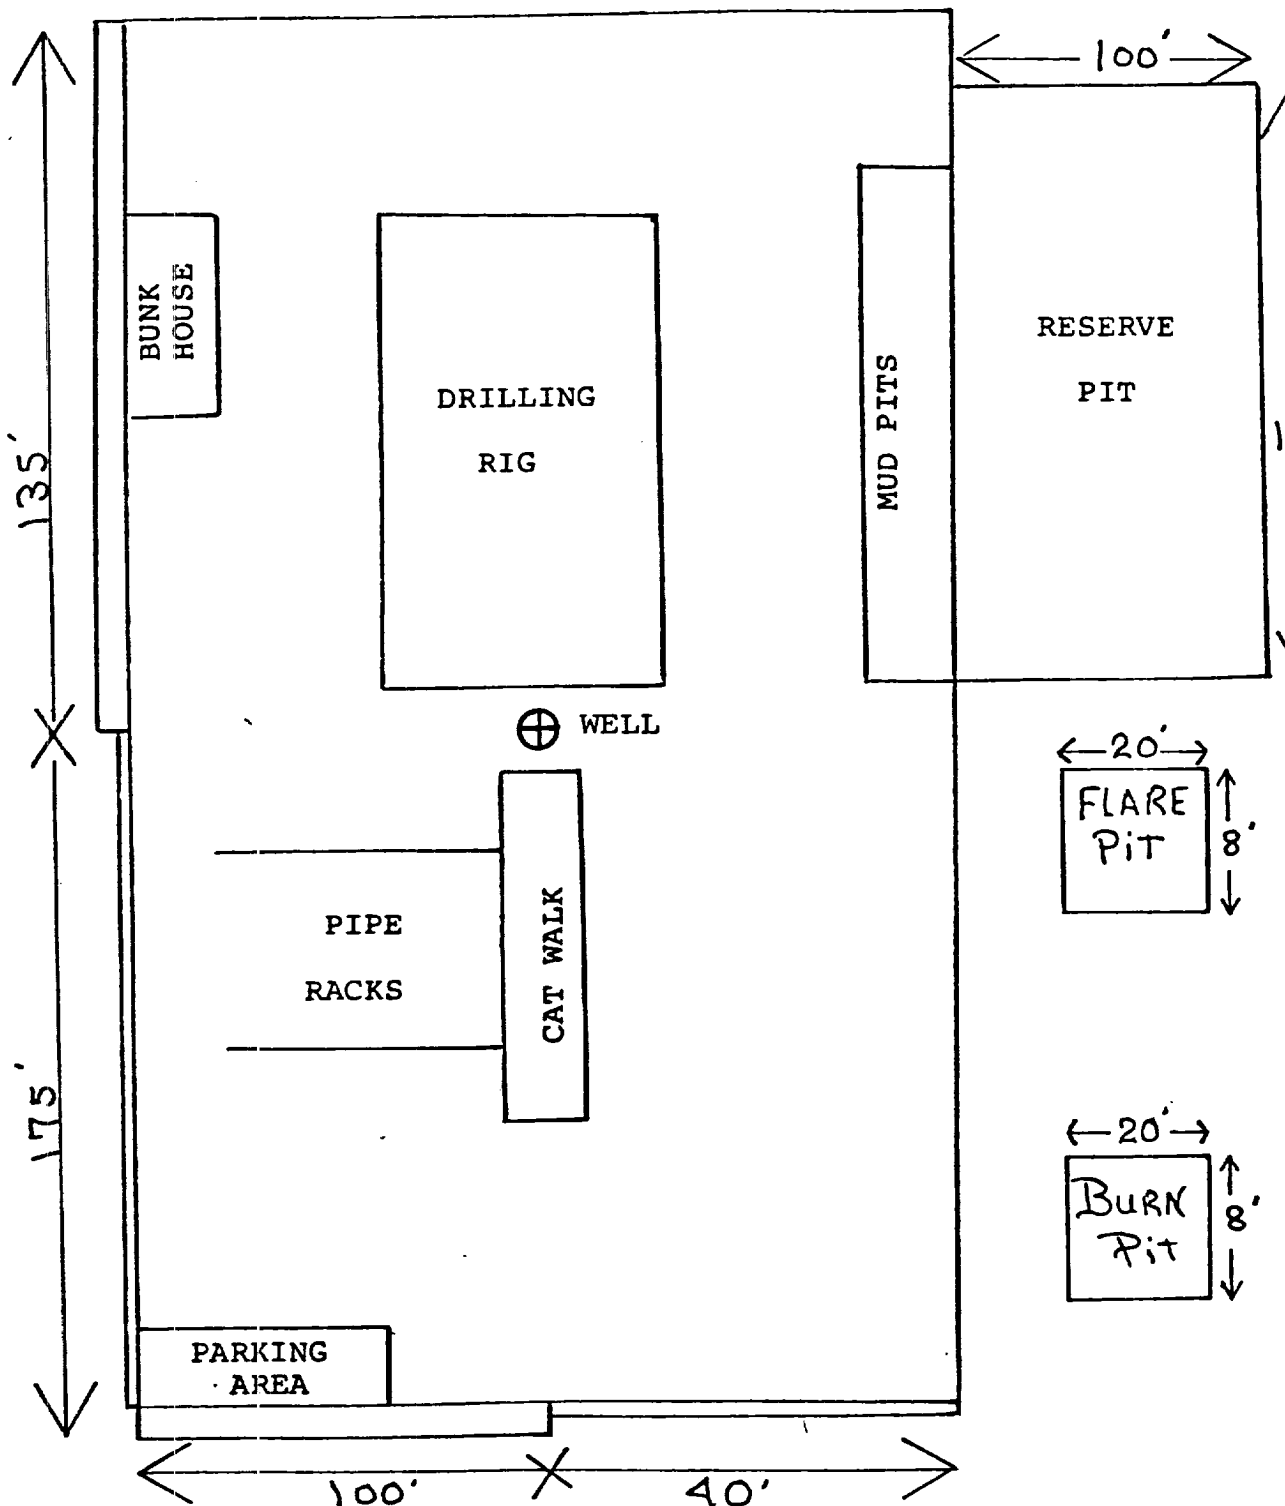 100'
BUNK
HOUSE
DRILLING
RIG
MUD PITS
RESERVE
PIT
135'
WELL
20'
FLARE
PiT
8'
PIPE
RACKS
CAT WALK
175'
20'
BURN
Pit
8'
PARKING
AREA
100'
40'